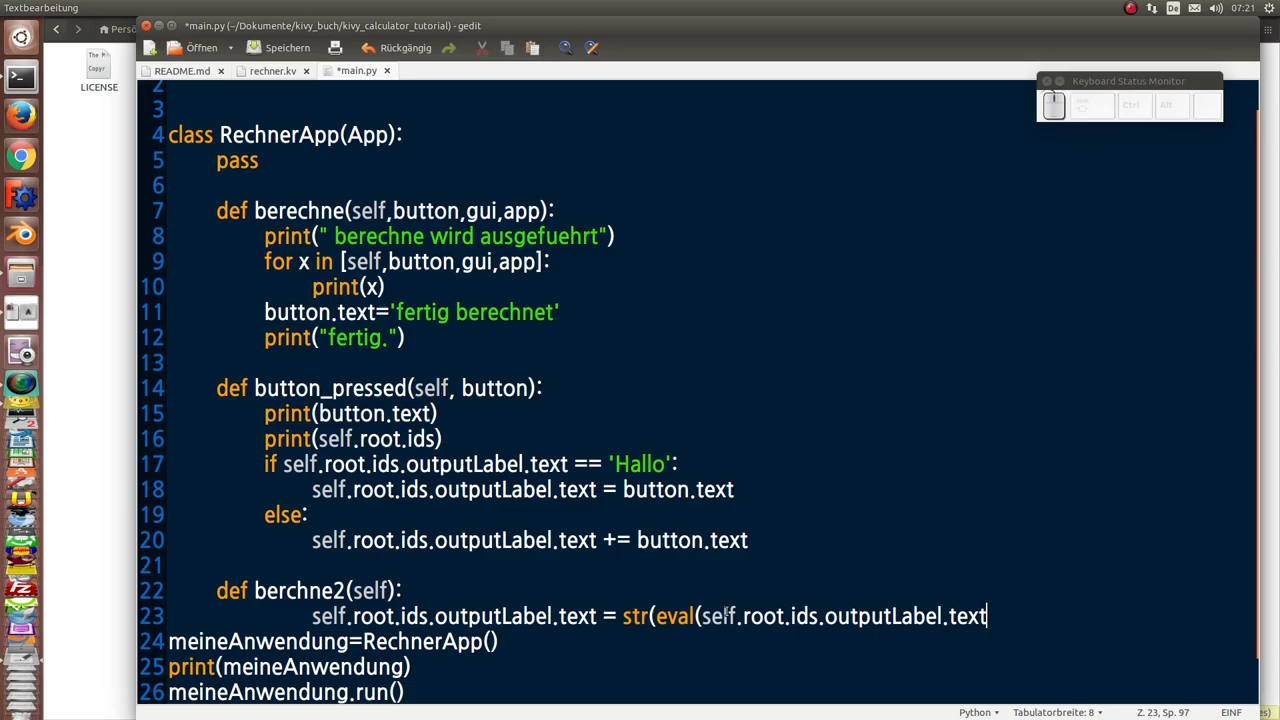 Textbearbeitung
De
07:21
*main.py (~/Dokumente/kivy_buch/kivy_calculator_tutorial) - gedit
Persö
Öffnen
Speichern
Rückgängig
README.md
rechner.kv
*main.py
Keyboard Status Monitor
Ctrl
Alt
LICENSE
2
3
4 class RechnerApp(App):
5 pass
6
7 def berechne(self,button,gui,app):
8 print(" berechne wird ausgefuehrt")
9 for x in [self,button,gui,app]:
10 print(x)
11 button.text='fertig berechnet'
12 print("fertig.")
13
14 def button_pressed(self, button):
15 print(button.text)
16 print(self.root.ids)
17 if self.root.ids.outputLabel.text == 'Hallo':
18 self.root.ids.outputLabel.text = button.text
19 else:
20 self.root.ids.outputLabel.text += button.text
21
22 def berchne2(self):
23 self.root.ids.outputLabel.text = str(eval(self.root.ids.outputLabel.text
24 meineAnwendung=RechnerApp()
25 print(meineAnwendung)
26 meineAnwendung.run()
Python
Tabulatorbreite: 8
Z. 23, Sp. 97
EINF